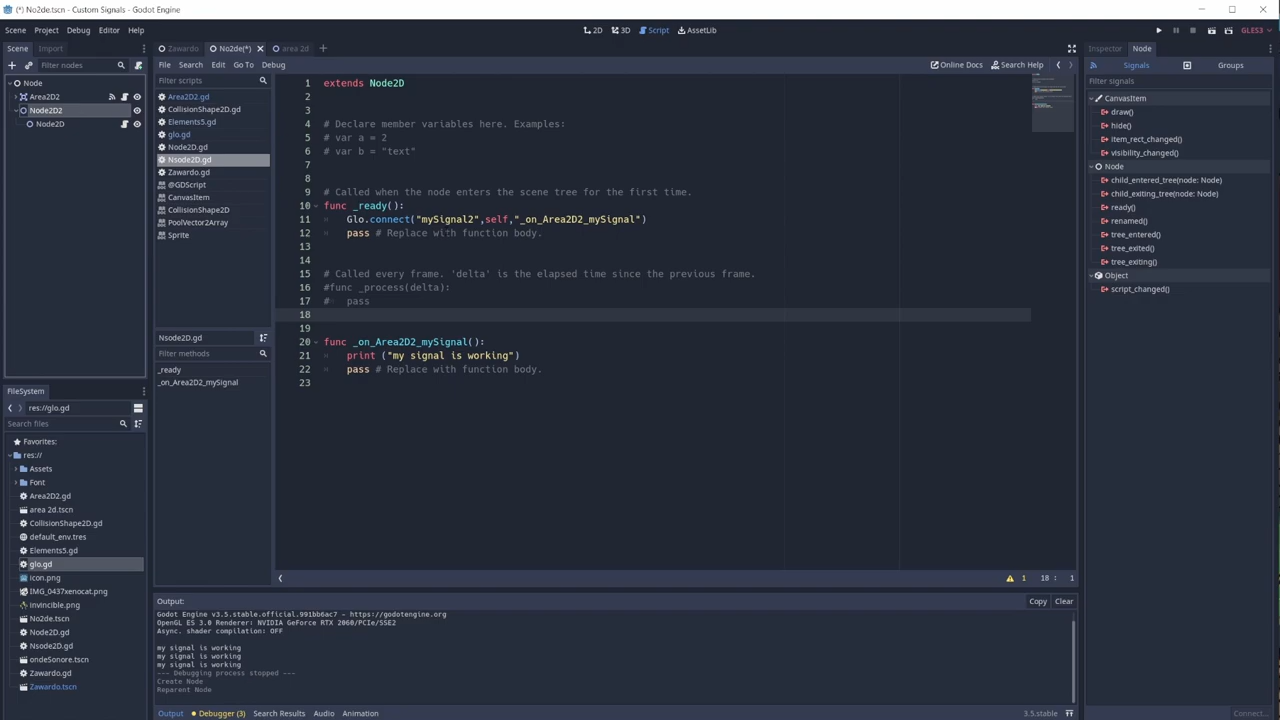 (*) No2de.tscn - Custom Signals - Godot Engine
Scene Project Debug Editor Help
2D 3D Script AssetLib
GLES3
Scene Import
Filter nodes
Node
Area2D2
Node2D2
Node2D
Zawardo No2de(*) area 2d
File Search Edit Go To Debug
Online Docs Search Help
Filter scripts
Area2D2.gd
CollisionShape2D.gd
Elements5.gd
glo.gd
Node2D.gd
Nsode2D.gd
Zawardo.gd
@GDScript
CanvasItem
CollisionShape2D
PoolVector2Array
Sprite
Nsode2D.gd
Filter methods
_ready
_on_Area2D2_mySignal
1 extends Node2D
2
3
4 # Declare member variables here. Examples:
5 # var a = 2
6 # var b = "text"
7
8
9 # Called when the node enters the scene tree for the first time.
10 func _ready():
11 Glo.connect("mySignal2",self,"_on_Area2D2_mySignal")
12 pass # Replace with function body.
13
14
15 # Called every frame. 'delta' is the elapsed time since the previous frame.
16 #func _process(delta):
17 # pass
18
19
20 func _on_Area2D2_mySignal():
21 print ("my signal is working")
22 pass # Replace with function body.
23
1 18 : 1
FileSystem
res://glo.gd
Search files
Favorites:
res://
Assets
Font
Area2D2.gd
area 2d.tscn
CollisionShape2D.gd
default_env.tres
Elements5.gd
glo.gd
icon.png
IMG_0437xenocat.png
invincible.png
No2de.tscn
Node2D.gd
Nsode2D.gd
ondeSonore.tscn
Zawardo.gd
Zawardo.tscn
Output:
Copy Clear
Godot Engine v3.5.stable.official.991bb6ac7 - https://godotengine.org
OpenGL ES 3.0 Renderer: NVIDIA GeForce RTX 2060/PCIe/SSE2
Async. shader compilation: OFF
my signal is working
my signal is working
my signal is working
--- Debugging process stopped ---
Create Node
Reparent Node
Output Debugger (3) Search Results Audio Animation
3.5.stable
Inspector Node
Signals Groups
Filter signals
CanvasItem
draw()
hide()
item_rect_changed()
visibility_changed()
Node
child_entered_tree(node: Node)
child_exiting_tree(node: Node)
ready()
renamed()
tree_entered()
tree_exited()
tree_exiting()
Object
script_changed()
Connect...